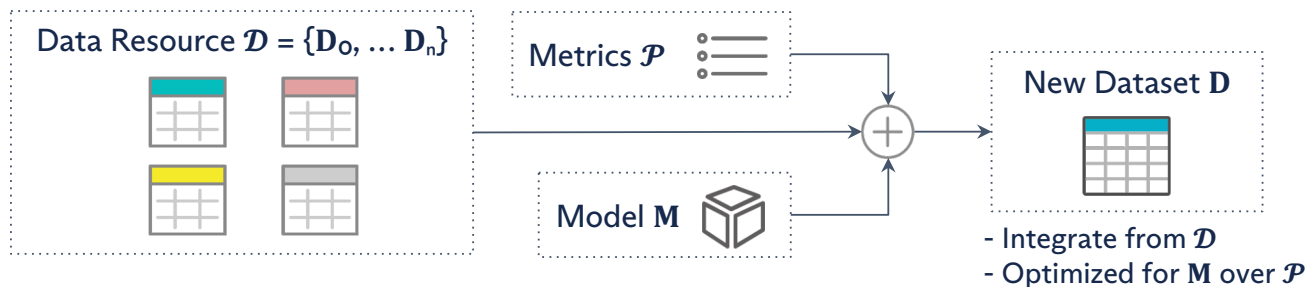 Data Resource 𝓓 = {D₀, ... Dₙ}
Metrics 𝓟
Model M
New Dataset D
- Integrate from 𝓓
- Optimized for M over 𝓟